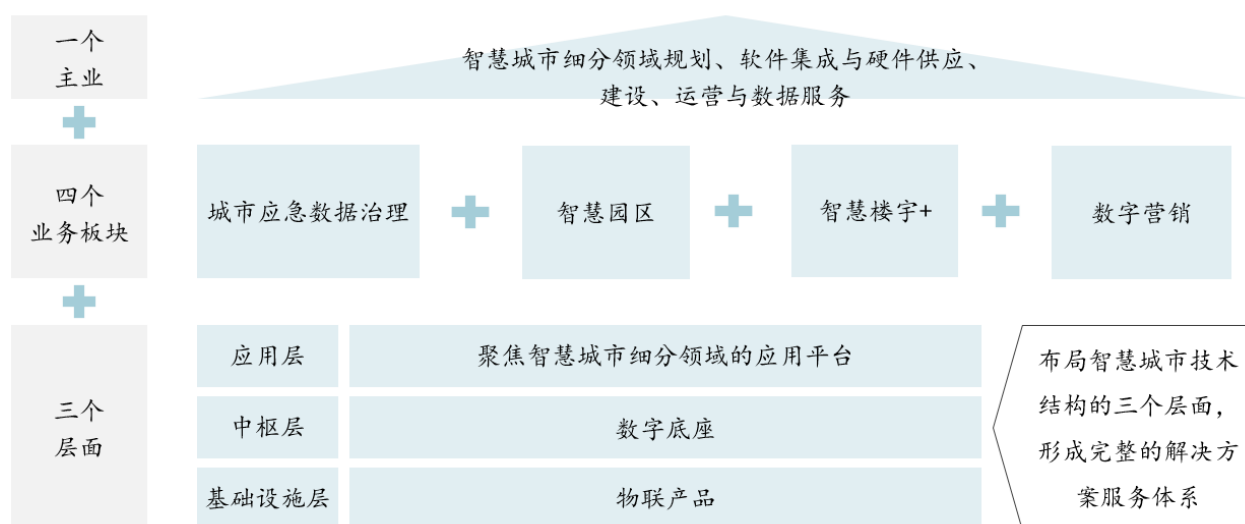 一个
主业
智慧城市细分领域规划、软件集成与硬件供应、
建设、运营与数据服务
四个
业务板块
城市应急数据治理
智慧园区
智慧楼宇+
数字营销
三个
层面
应用层
聚焦智慧城市细分领域的应用平台
中枢层
数字底座
基础设施层
物联产品
布局智慧城市技术
结构的三个层面，
形成完整的解决方
案服务体系